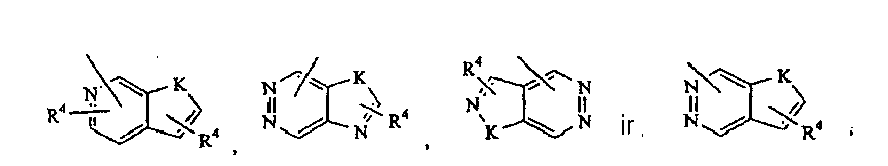 N R⁴ K R⁴ ,
N N K N R⁴ ,
R⁴ N K N N ir .
N N K R⁴ ;